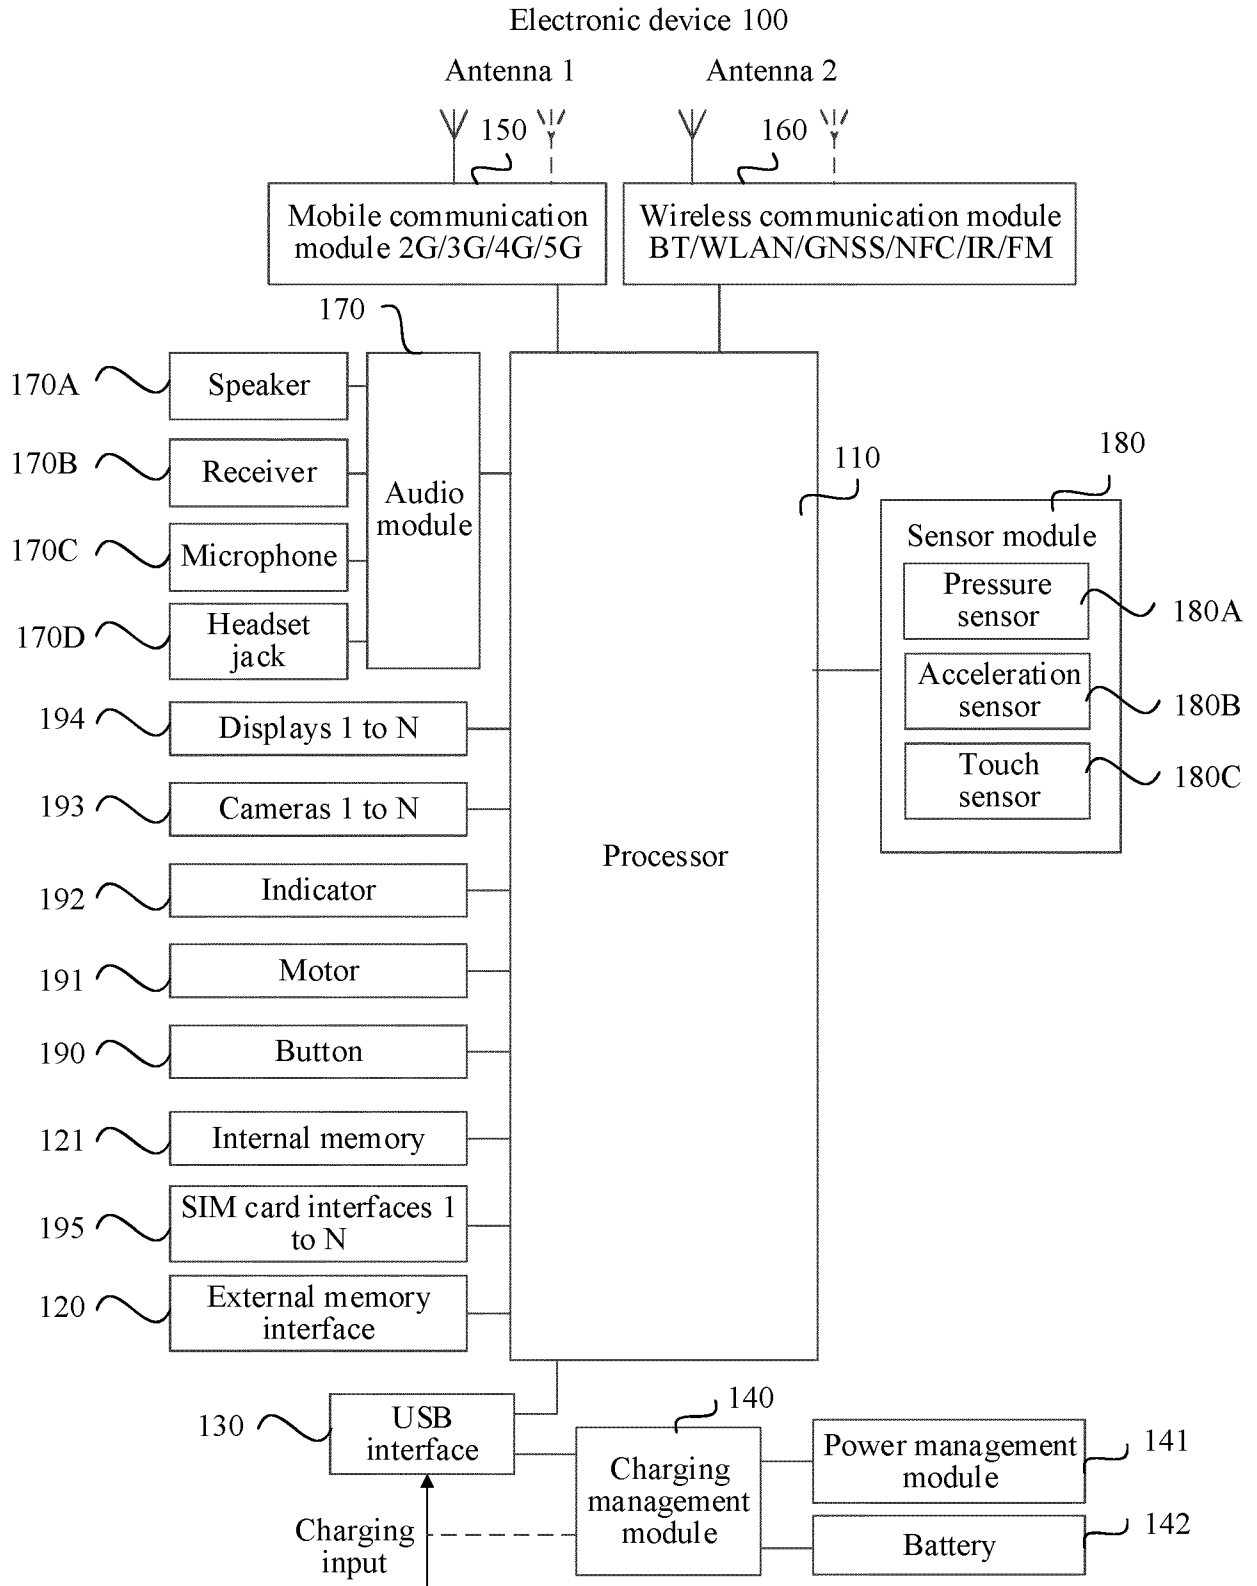 Electronic device 100
Antenna 1
Antenna 2
150
160
Mobile communication
module 2G/3G/4G/5G
Wireless communication module
BT/WLAN/GNSS/NFC/IR/FM
170
170A
Speaker
170B
Receiver
170C
Microphone
170D
Headset
jack
Audio
module
110
180
Sensor module
Pressure
sensor
180A
Acceleration
sensor
180B
Touch
sensor
180C
194
Displays 1 to N
193
Cameras 1 to N
Processor
192
Indicator
191
Motor
190
Button
121
Internal memory
195
SIM card interfaces 1
to N
120
External memory
interface
130
USB
interface
140
Charging
management
module
Power management
module
141
Battery
142
Charging
input